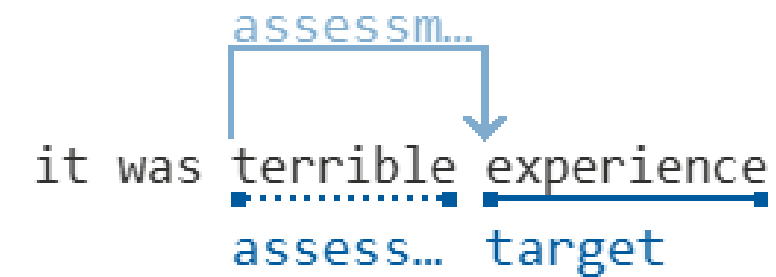 assessm…
it was terrible experience
assess… target